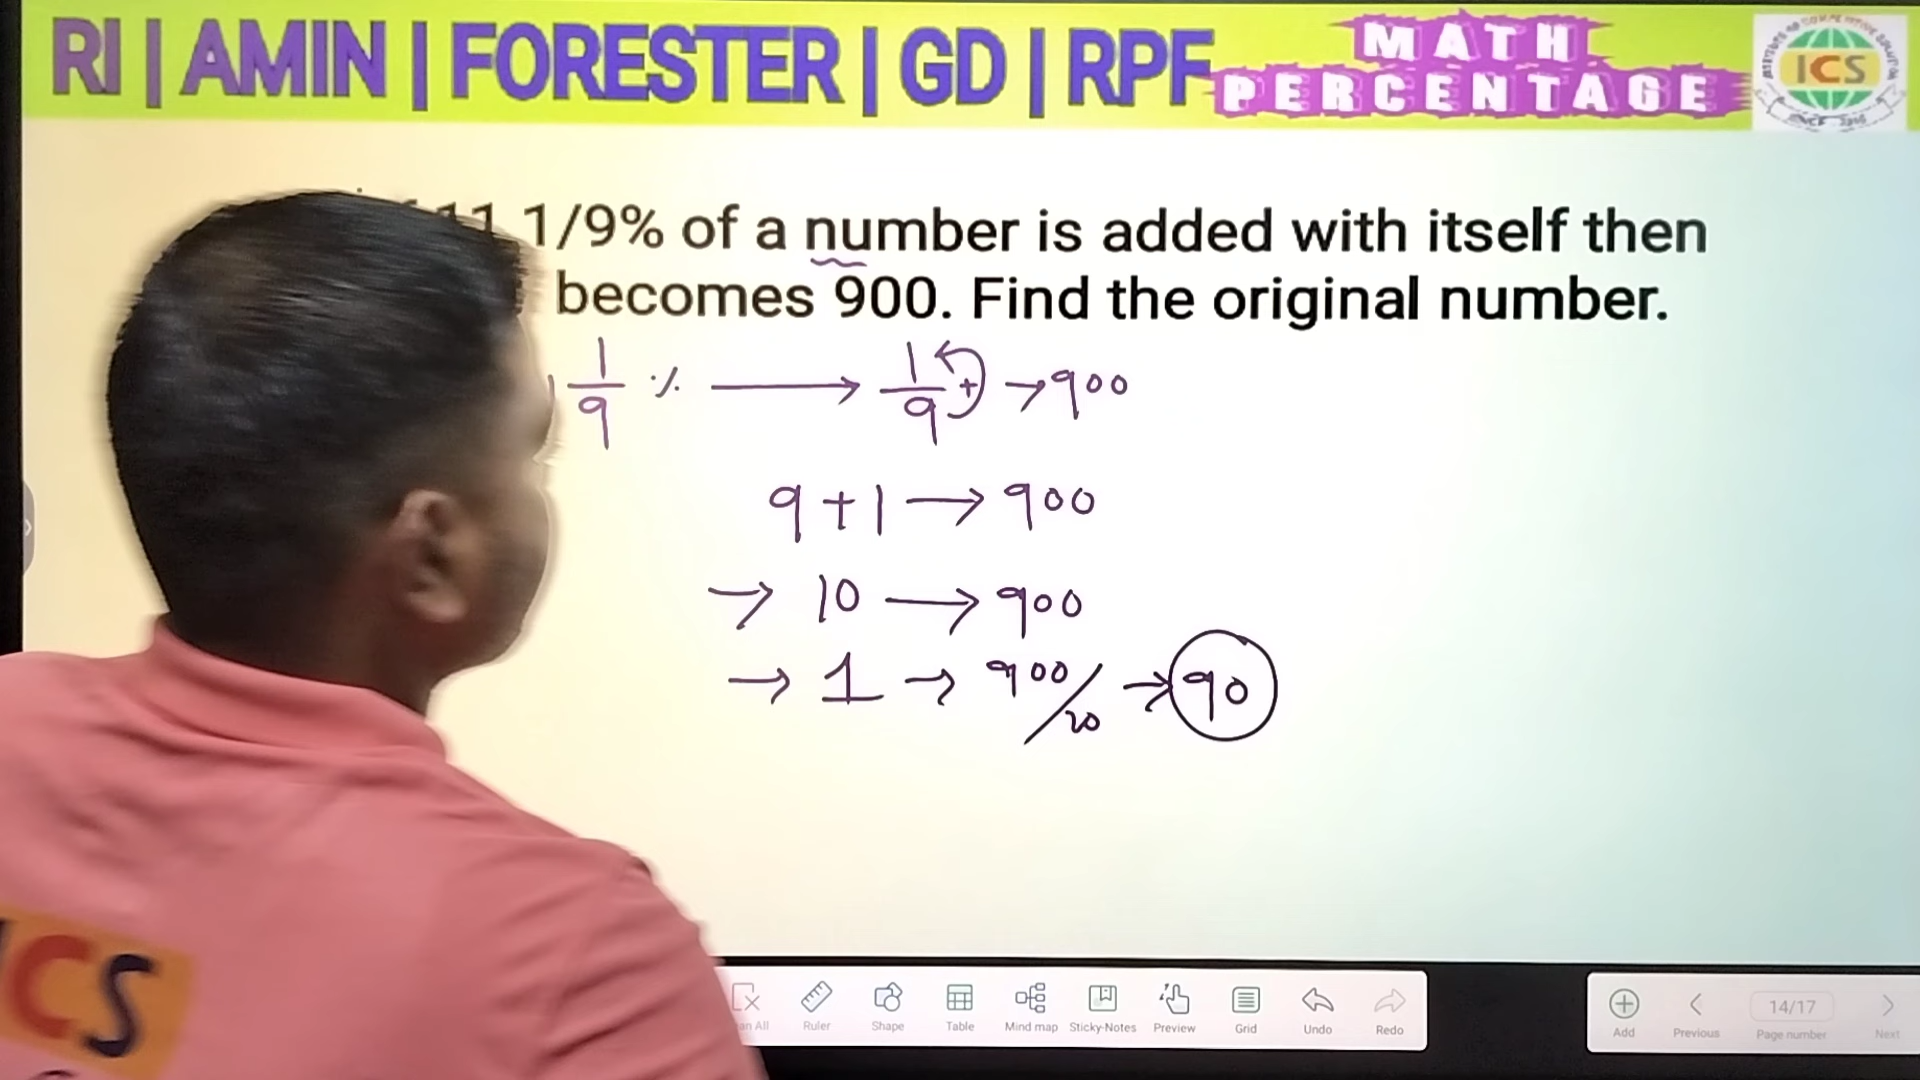 RI | AMIN | FORESTER | GD | RPF
MATH
PERCENTAGE
ICS
11 1/9% of a number is added with itself then
becomes 900. Find the original number.
1/9 % → 1/9 + → 900
9 + 1 → 900
→ 10 → 900
→ 1 → 900/10 → 90
CS
Ruler
Shape
Table
Mind map
Sticky-Notes
Preview
Grid
Undo
Redo
Add
Previous
14/17
Page number
Next